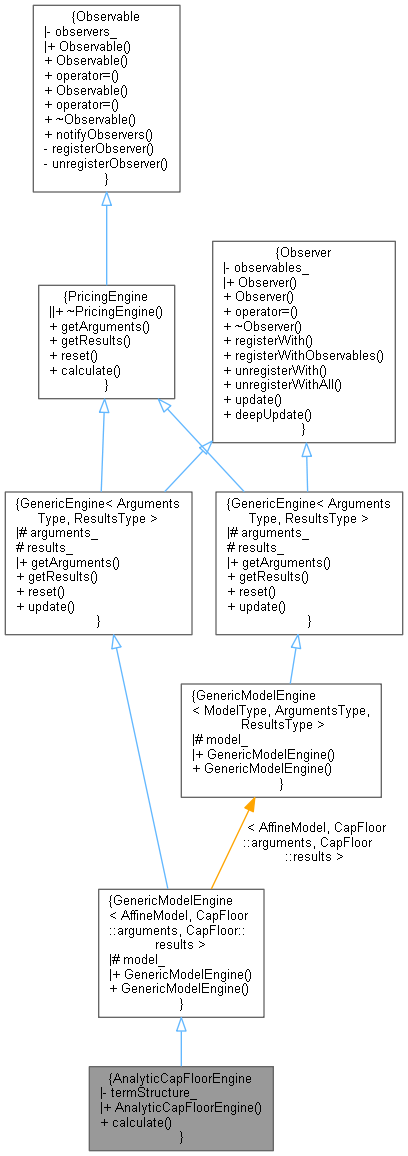 {Observable
|- observers_
|+ Observable()
+ Observable()
+ operator=()
+ Observable()
+ operator=()
+ ~Observable()
+ notifyObservers()
- registerObserver()
- unregisterObserver()
}
{Observer
|- observables_
|+ Observer()
+ Observer()
+ operator=()
+ ~Observer()
+ registerWith()
+ registerWithObservables()
+ unregisterWith()
+ unregisterWithAll()
+ update()
+ deepUpdate()
}
{PricingEngine
||+ ~PricingEngine()
+ getArguments()
+ getResults()
+ reset()
+ calculate()
}
{GenericEngine< Arguments
Type, ResultsType >
|# arguments_
# results_
|+ getArguments()
+ getResults()
+ reset()
+ update()
}
{GenericEngine< Arguments
Type, ResultsType >
|# arguments_
# results_
|+ getArguments()
+ getResults()
+ reset()
+ update()
}
{GenericModelEngine
< ModelType, ArgumentsType,
ResultsType >
|# model_
|+ GenericModelEngine()
+ GenericModelEngine()
}
< AffineModel, CapFloor
::arguments, CapFloor
::results >
{GenericModelEngine
< AffineModel, CapFloor
::arguments, CapFloor::
results >
|# model_
|+ GenericModelEngine()
+ GenericModelEngine()
}
{AnalyticCapFloorEngine
|- termStructure_
|+ AnalyticCapFloorEngine()
+ calculate()
}